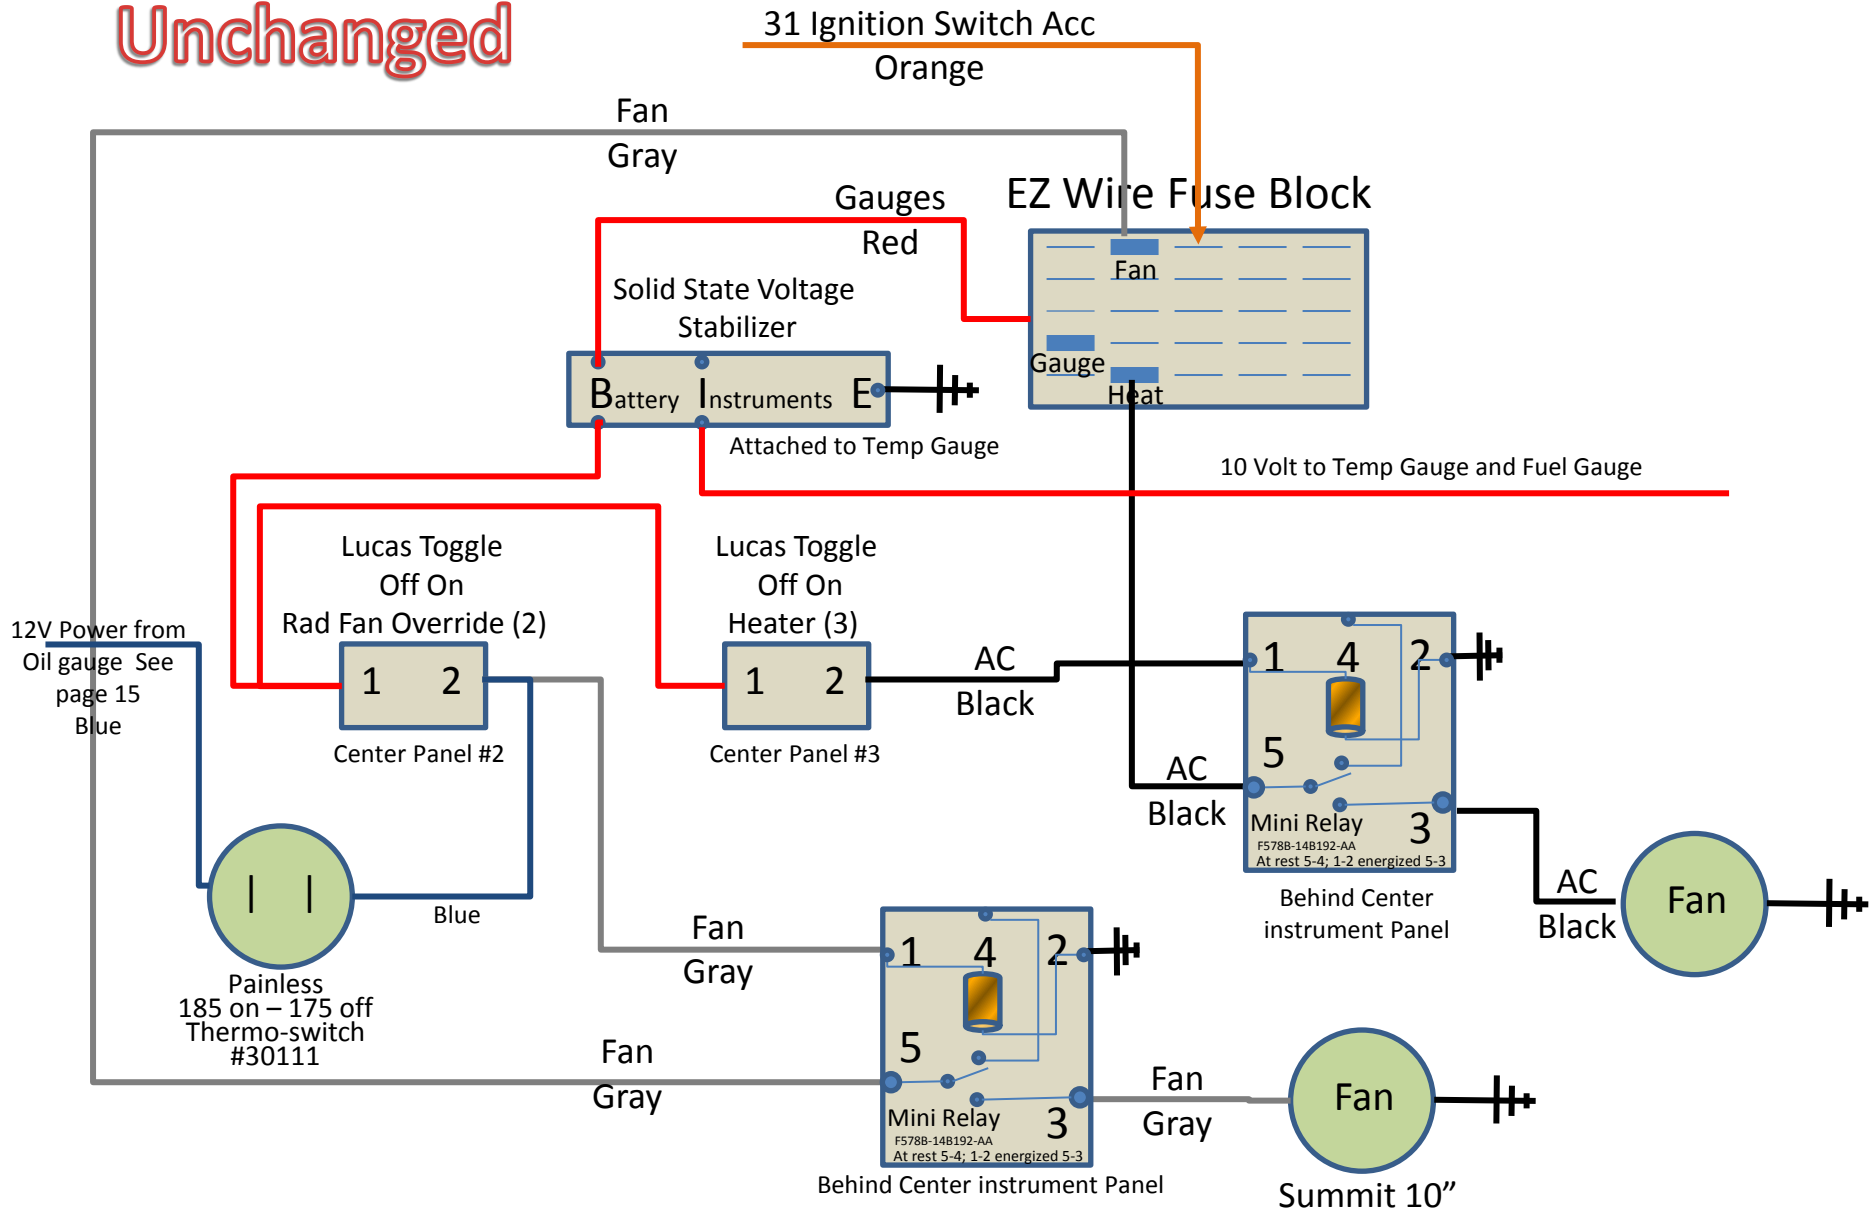 Unchanged
31 Ignition Switch Acc
Orange
Fan
Gray
Gauges
Red
EZ Wire Fuse Block
Fan
Gauge
Heat
Solid State Voltage
Stabilizer
Battery Instruments E
Attached to Temp Gauge
10 Volt to Temp Gauge and Fuel Gauge
Lucas Toggle
Off On
Rad Fan Override (2)
1 2
Center Panel #2
Lucas Toggle
Off On
Heater (3)
1 2
Center Panel #3
12V Power from
Oil gauge See
page 15
Blue
AC
Black
1 4 2
5
3
Mini Relay
F578B-14B192-AA
At rest 5-4; 1-2 energized 5-3
Behind Center
instrument Panel
AC
Black
AC
Black
Fan
Blue
Painless
185 on – 175 off
Thermo-switch
#30111
Fan
Gray
Fan
Gray
1 4 2
5
3
Mini Relay
F578B-14B192-AA
At rest 5-4; 1-2 energized 5-3
Behind Center instrument Panel
Fan
Gray
Fan
Summit 10”